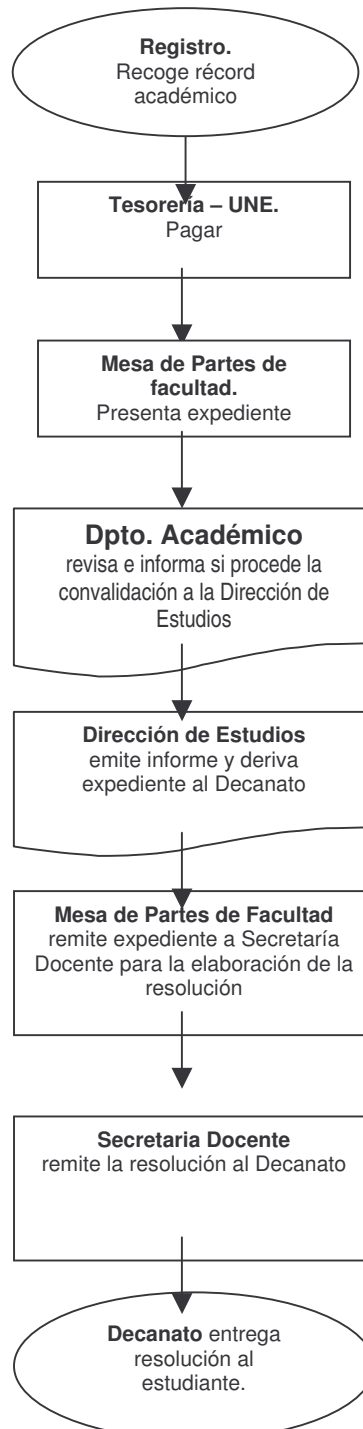 Registro.
Recoge récord
académico
Tesorería – UNE.
Pagar
Mesa de Partes de
facultad.
Presenta expediente
Dpto. Académico
revisa e informa si procede la
convalidación a la Dirección de
Estudios
Dirección de Estudios
emite informe y deriva
expediente al Decanato
Mesa de Partes de Facultad
remite expediente a Secretaría
Docente para la elaboración de la
resolución
Secretaria Docente
remite la resolución al Decanato
Decanato entrega
resolución al
estudiante.